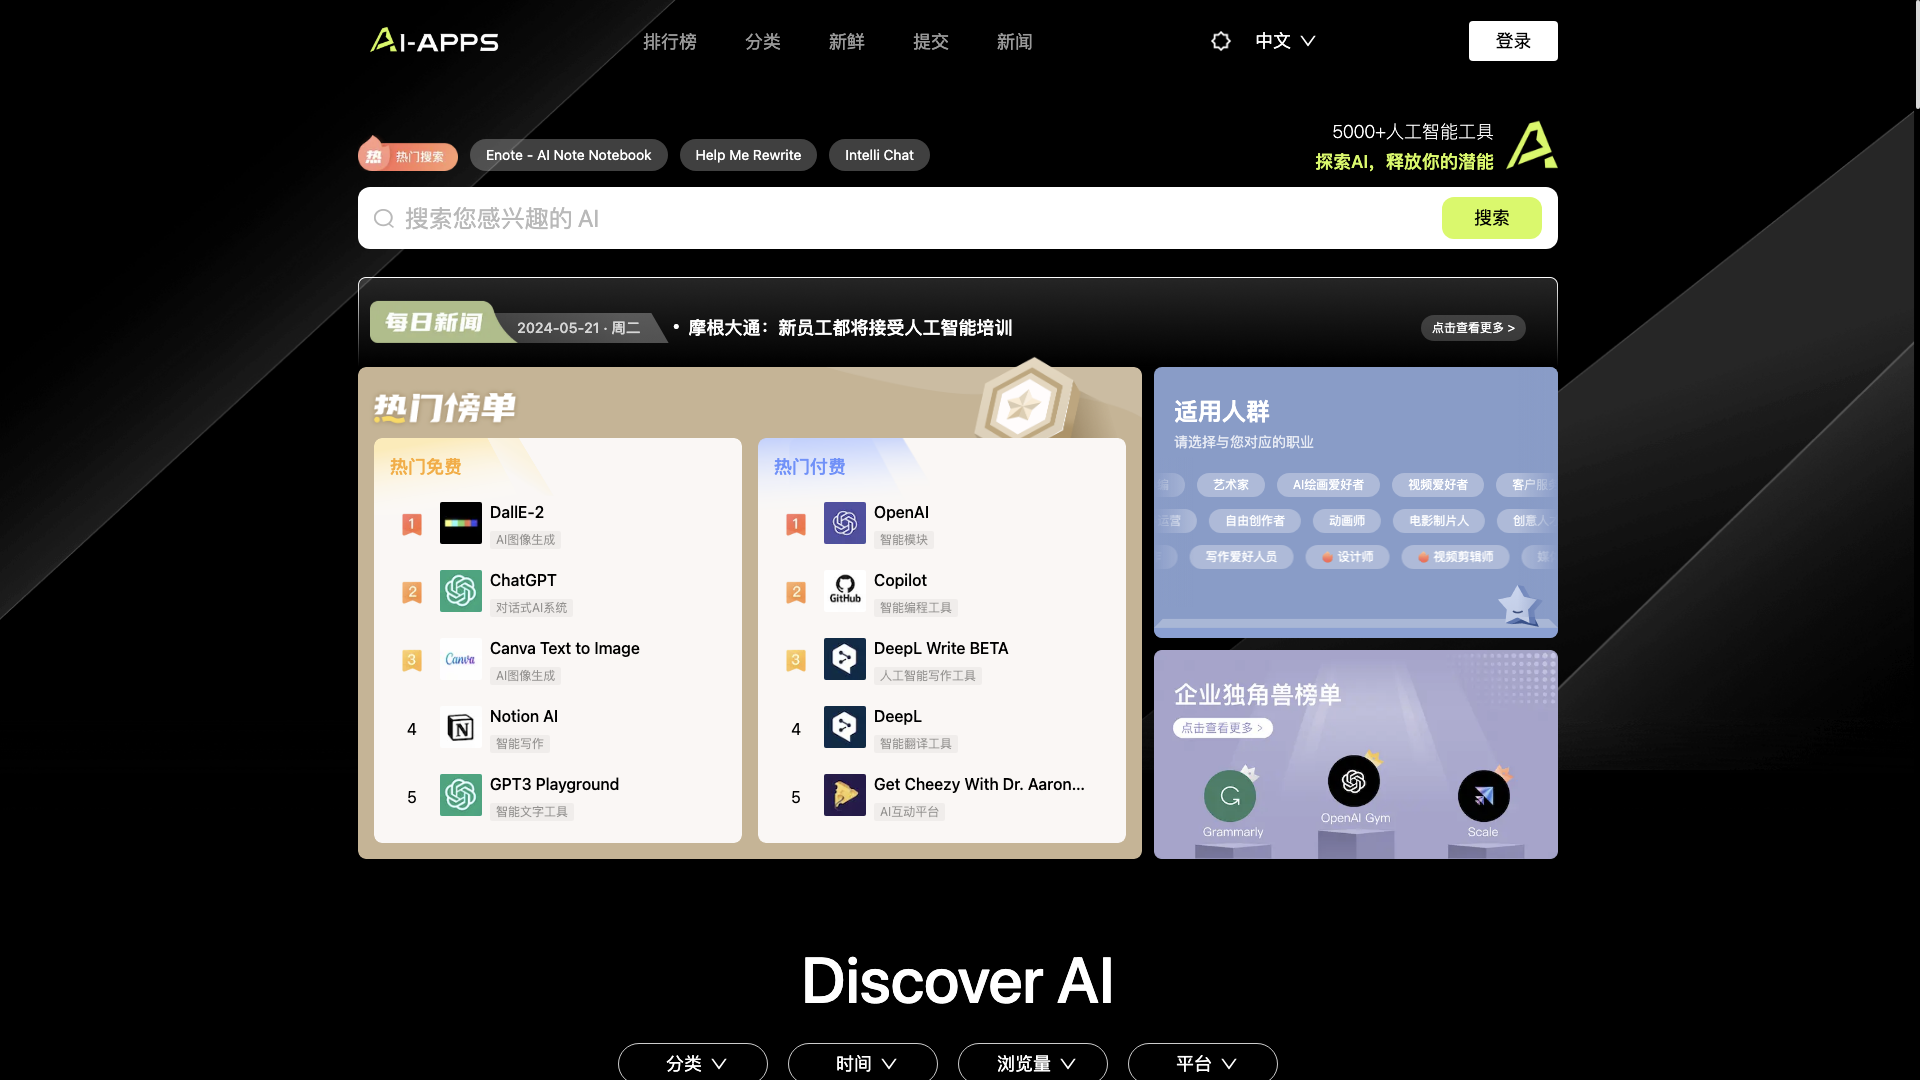 AI-APPS
排行榜
分类
新鲜
提交
新闻
中文
登录
热 热门搜索
Enote - AI Note Notebook
Help Me Rewrite
Intelli Chat
5000+人工智能工具
探索AI，释放你的潜能
搜索您感兴趣的 AI
搜索
每日新闻
2024-05-21 · 周二
• 摩根大通：新员工都将接受人工智能培训
点击查看更多 >
热门榜单
热门免费
1
DallE-2
AI图像生成
2
ChatGPT
对话式AI系统
3
Canva
Canva Text to Image
AI图像生成
4
Notion AI
智能写作
5
GPT3 Playground
智能文字工具
热门付费
1
OpenAI
智能模块
2
GitHub
Copilot
智能编程工具
3
DeepL Write BETA
人工智能写作工具
4
DeepL
智能翻译工具
5
Get Cheezy With Dr. Aaron...
AI互动平台
适用人群
请选择与您对应的职业
艺术家
AI绘画爱好者
视频爱好者
客户服
运营
自由创作者
动画师
电影制片人
创意人
写作爱好人员
设计师
视频剪辑师
企业独角兽榜单
点击查看更多 >
Grammarly
OpenAI Gym
Scale
Discover AI
分类
时间
浏览量
平台